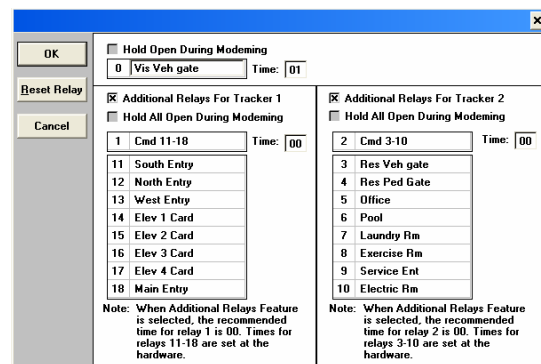 OK
Reset Relay
Cancel
Hold Open During Modeming
0 Vis Veh gate Time: 01
Additional Relays For Tracker 1
Hold All Open During Modeming
1 Cmd 11-18 Time: 00
11 South Entry
12 North Entry
13 West Entry
14 Elev 1 Card
15 Elev 2 Card
16 Elev 3 Card
17 Elev 4 Card
18 Main Entry
Note: When Additional Relays Feature
is selected, the recommended
time for relay 1 is 00. Times for
relays 11-18 are set at the
hardware.
Additional Relays For Tracker 2
Hold All Open During Modeming
2 Cmd 3-10 Time: 00
3 Res Veh gate
4 Res Ped Gate
5 Office
6 Pool
7 Laundry Rm
8 Exercise Rm
9 Service Ent
10 Electric Rm
Note: When Additional Relays Feature
is selected, the recommended
time for relay 2 is 00. Times for
relays 3-10 are set at the
hardware.